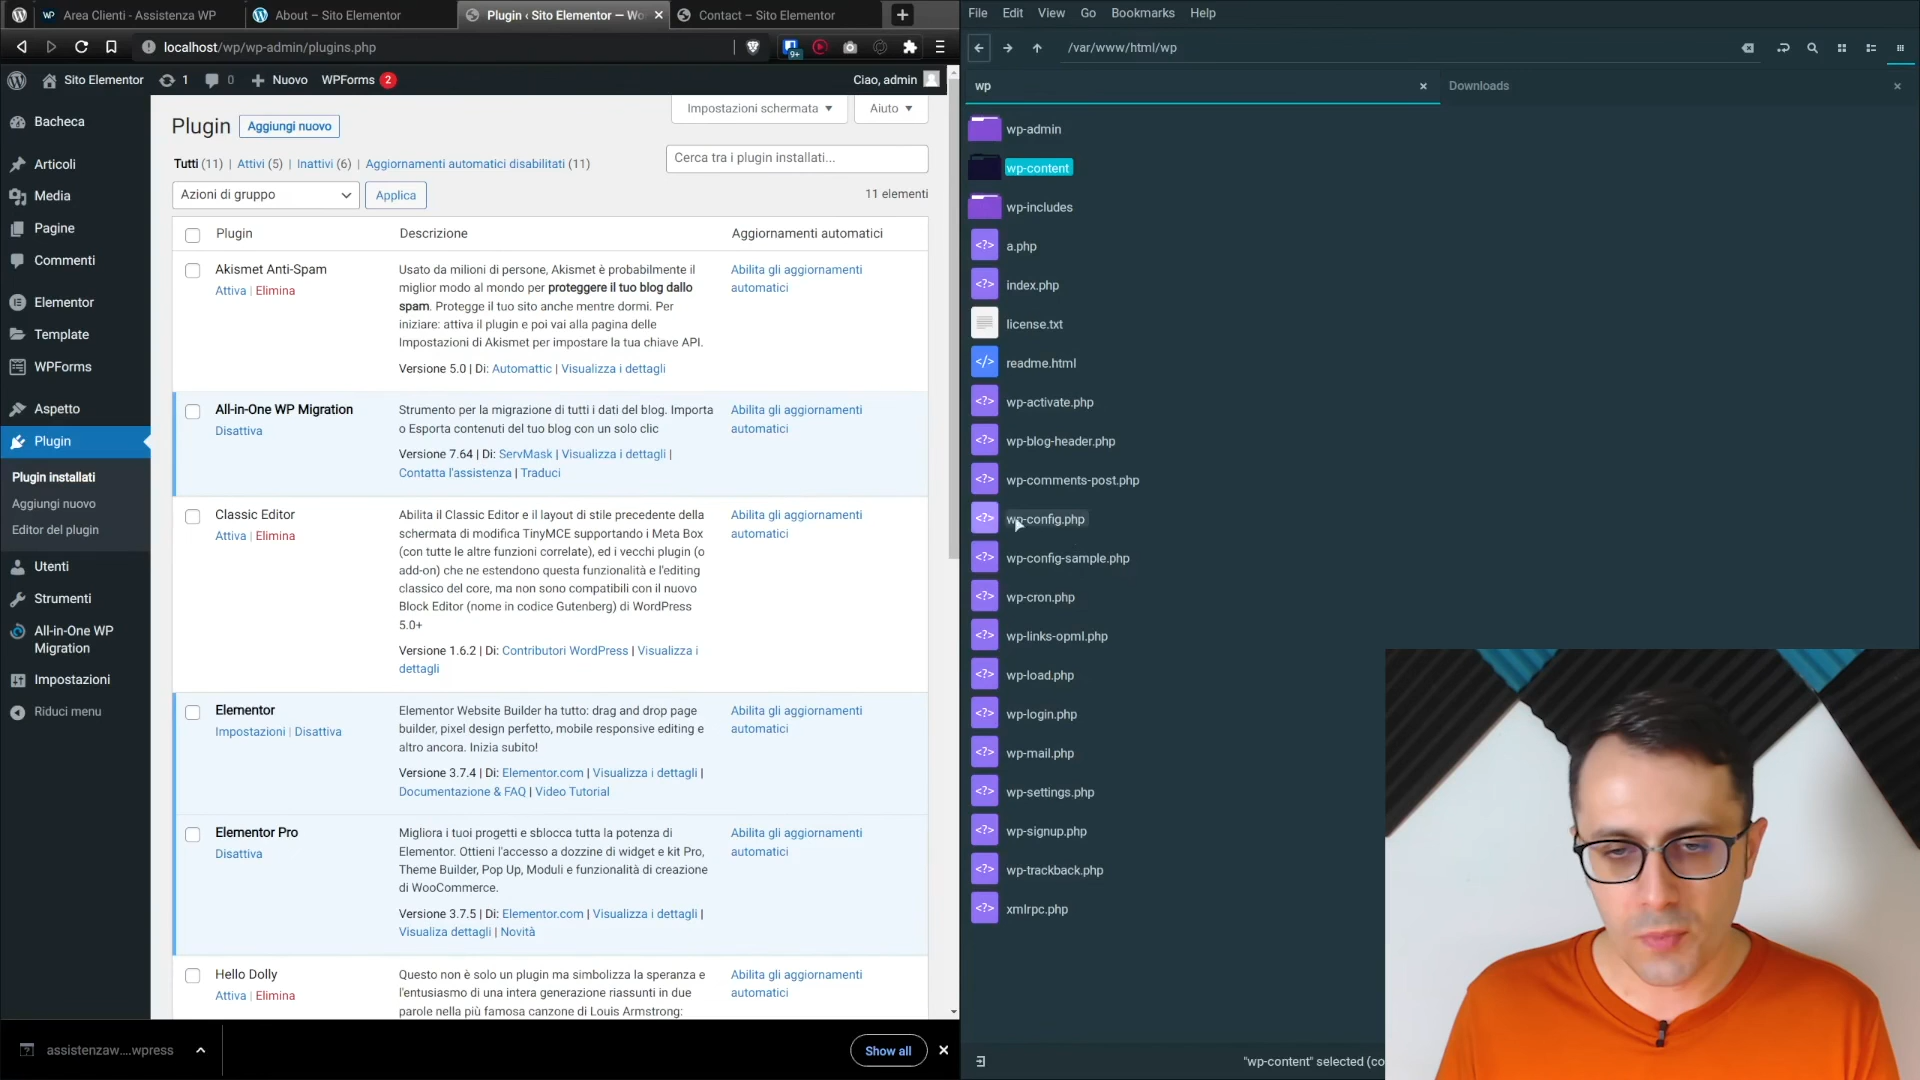 Area Clienti - Assistenza WP
About – Sito Elementor
Plugin ‹ Sito Elementor — Wo
Contact – Sito Elementor
localhost/wp/wp-admin/plugins.php
9+
Sito Elementor
1
0
Nuovo
WPForms 2
Ciao, admin
Bacheca
Articoli
Media
Pagine
Commenti
Elementor
Template
WPForms
Aspetto
Plugin
Plugin installati
Aggiungi nuovo
Editor del plugin
Utenti
Strumenti
All-in-One WP
Migration
Impostazioni
Riduci menu
Impostazioni schermata
Aiuto
Plugin
Aggiungi nuovo
Tutti (11) | Attivi (5) | Inattivi (6) | Aggiornamenti automatici disabilitati (11)
Cerca tra i plugin installati...
Azioni di gruppo
Applica
11 elementi
Plugin
Descrizione
Aggiornamenti automatici
Akismet Anti-Spam
Attiva | Elimina
Usato da milioni di persone, Akismet è probabilmente il
miglior modo al mondo per proteggere il tuo blog dallo
spam. Protegge il tuo sito anche mentre dormi. Per
iniziare: attiva il plugin e poi vai alla pagina delle
Impostazioni di Akismet per impostare la tua chiave API.
Versione 5.0 | Di: Automattic | Visualizza i dettagli
Abilita gli aggiornamenti
automatici
All-in-One WP Migration
Disattiva
Strumento per la migrazione di tutti i dati del blog. Importa
o Esporta contenuti del tuo blog con un solo clic
Versione 7.64 | Di: ServMask | Visualizza i dettagli |
Contatta l'assistenza | Traduci
Abilita gli aggiornamenti
automatici
Classic Editor
Attiva | Elimina
Abilita il Classic Editor e il layout di stile precedente della
schermata di modifica TinyMCE supportando i Meta Box
(con tutte le altre funzioni correlate), ed i vecchi plugin (o
add-on) che ne estendono questa funzionalità e l'editing
classico del core, ma non sono compatibili con il nuovo
Block Editor (nome in codice Gutenberg) di WordPress
5.0+
Versione 1.6.2 | Di: Contributori WordPress | Visualizza i
dettagli
Abilita gli aggiornamenti
automatici
Elementor
Impostazioni | Disattiva
Elementor Website Builder ha tutto: drag and drop page
builder, pixel design perfetto, mobile responsive editing e
altro ancora. Inizia subito!
Versione 3.7.4 | Di: Elementor.com | Visualizza i dettagli |
Documentazione & FAQ | Video Tutorial
Abilita gli aggiornamenti
automatici
Elementor Pro
Disattiva
Migliora i tuoi progetti e sblocca tutta la potenza di
Elementor. Ottieni l'accesso a dozzine di widget e kit Pro,
Theme Builder, Pop Up, Moduli e funzionalità di creazione
di WooCommerce.
Versione 3.7.5 | Di: Elementor.com | Visualizza i dettagli |
Visualiza dettagli | Novità
Abilita gli aggiornamenti
automatici
Hello Dolly
Attiva | Elimina
Questo non è solo un plugin ma simbolizza la speranza e
l'entusiasmo di una intera generazione riassunti in due
parole nella più famosa canzone di Louis Armstrong:
Abilita gli aggiornamenti
automatici
assistenzaw....wpress
Show all
File Edit View Go Bookmarks Help
/var/www/html/wp
wp
Downloads
wp-admin
wp-content
wp-includes
a.php
index.php
license.txt
readme.html
wp-activate.php
wp-blog-header.php
wp-comments-post.php
wp-config.php
wp-config-sample.php
wp-cron.php
wp-links-opml.php
wp-load.php
wp-login.php
wp-mail.php
wp-settings.php
wp-signup.php
wp-trackback.php
xmlrpc.php
"wp-content" selected (co